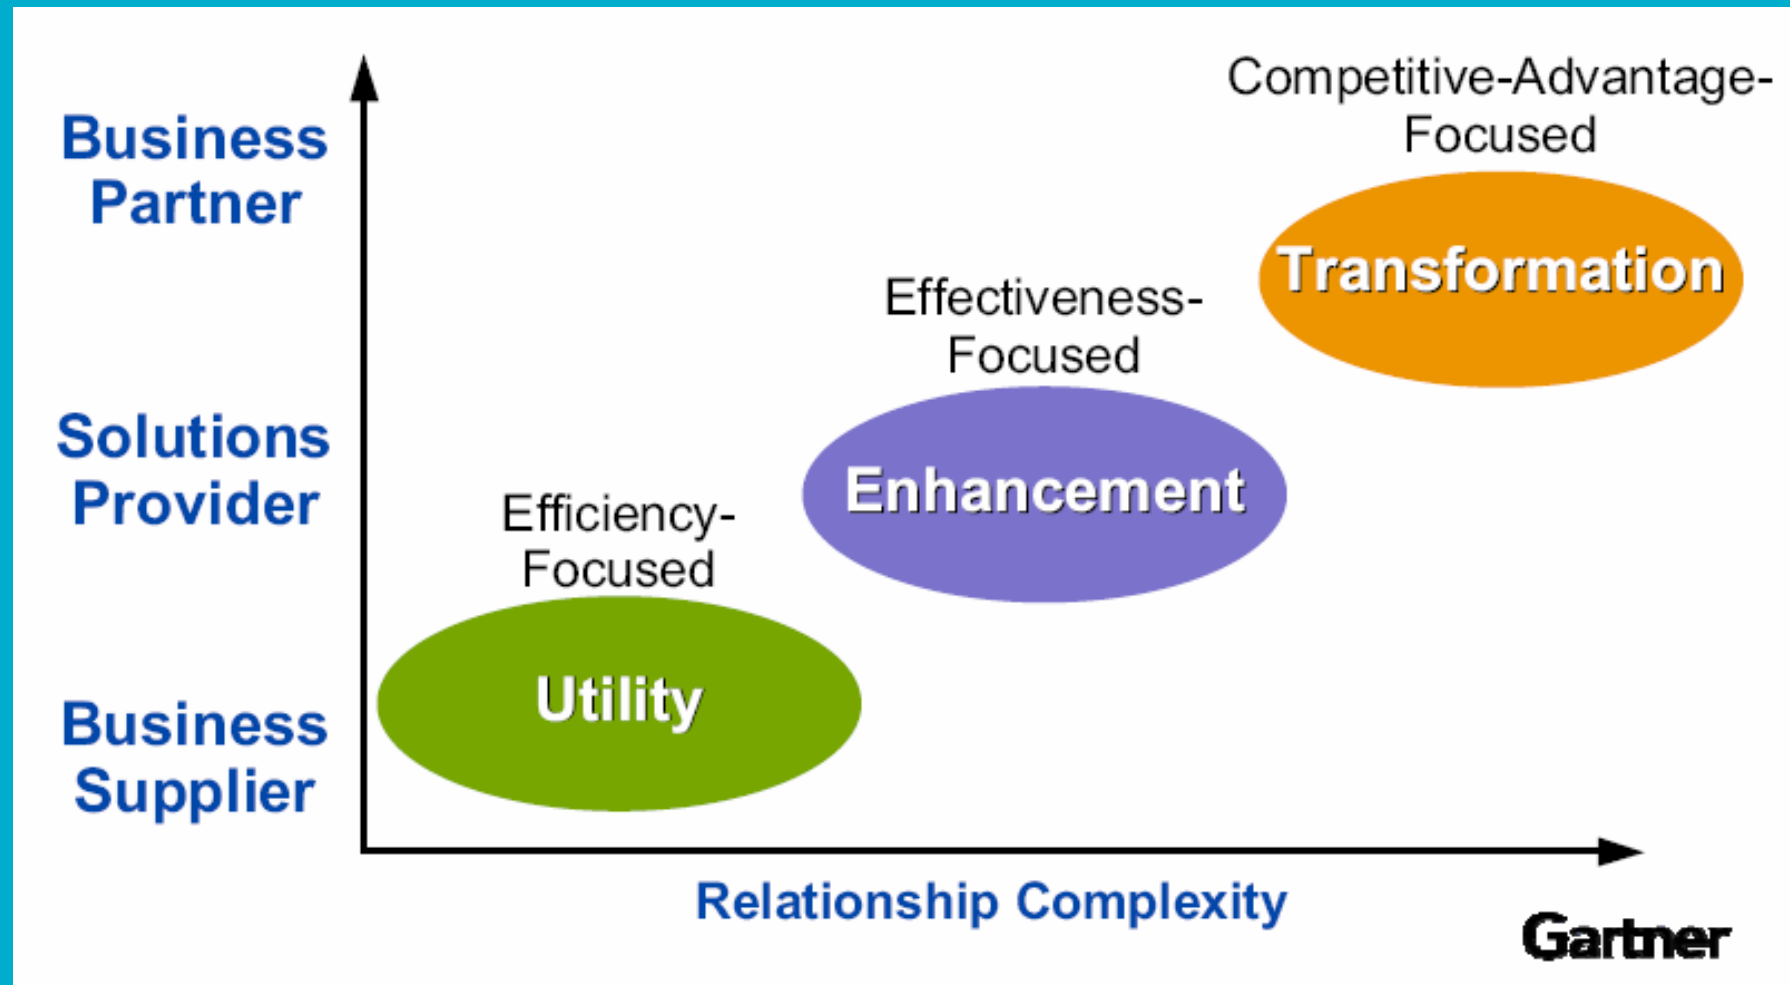 Competitive-Advantage-
Focused
Business
Partner
Transformation
Effectiveness-
Focused
Solutions
Provider
Enhancement
Efficiency-
Focused
Utility
Business
Supplier
Relationship Complexity
Gartner